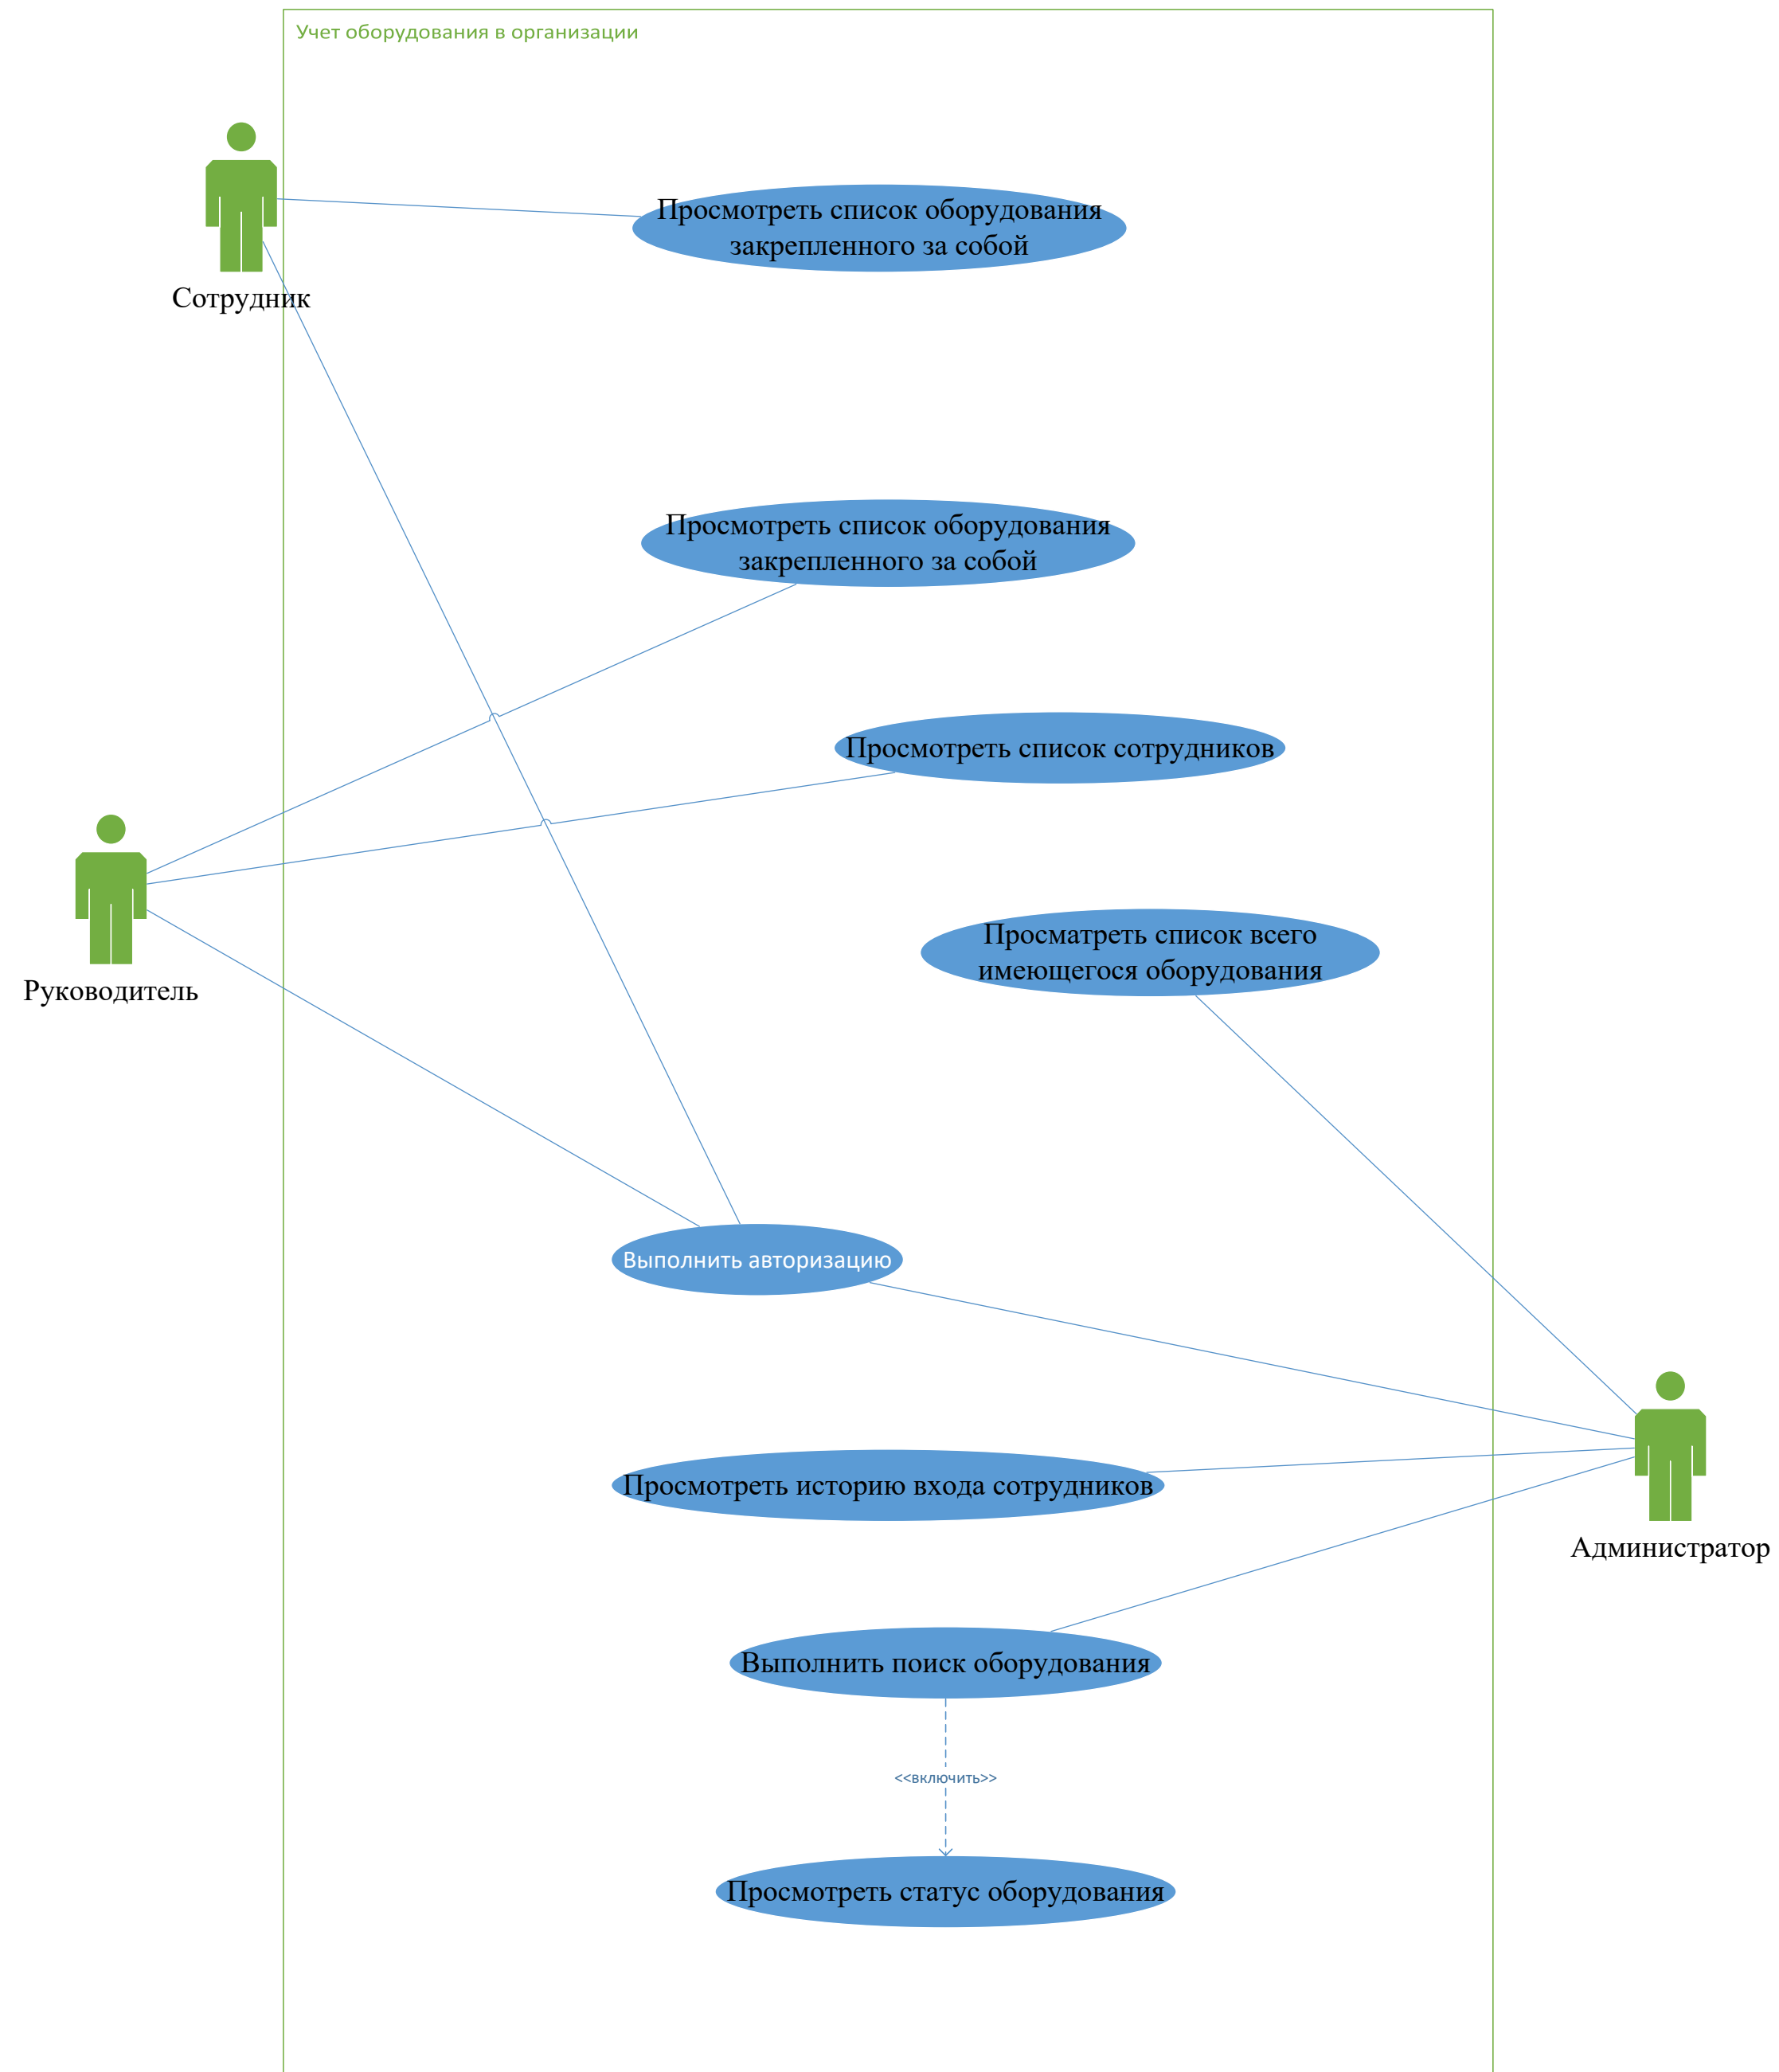 Учет оборудования в организации
Просмотреть список оборудования
закрепленного за собой
Сотрудник
Просмотреть список оборудования
закрепленного за собой
Просмотреть список сотрудников
Просматреть список всего
имеющегося оборудования
Руководитель
Выполнить авторизацию
Просмотреть историю входа сотрудников
Администратор
Выполнить поиск оборудования
<<включить>>
Просмотреть статус оборудования